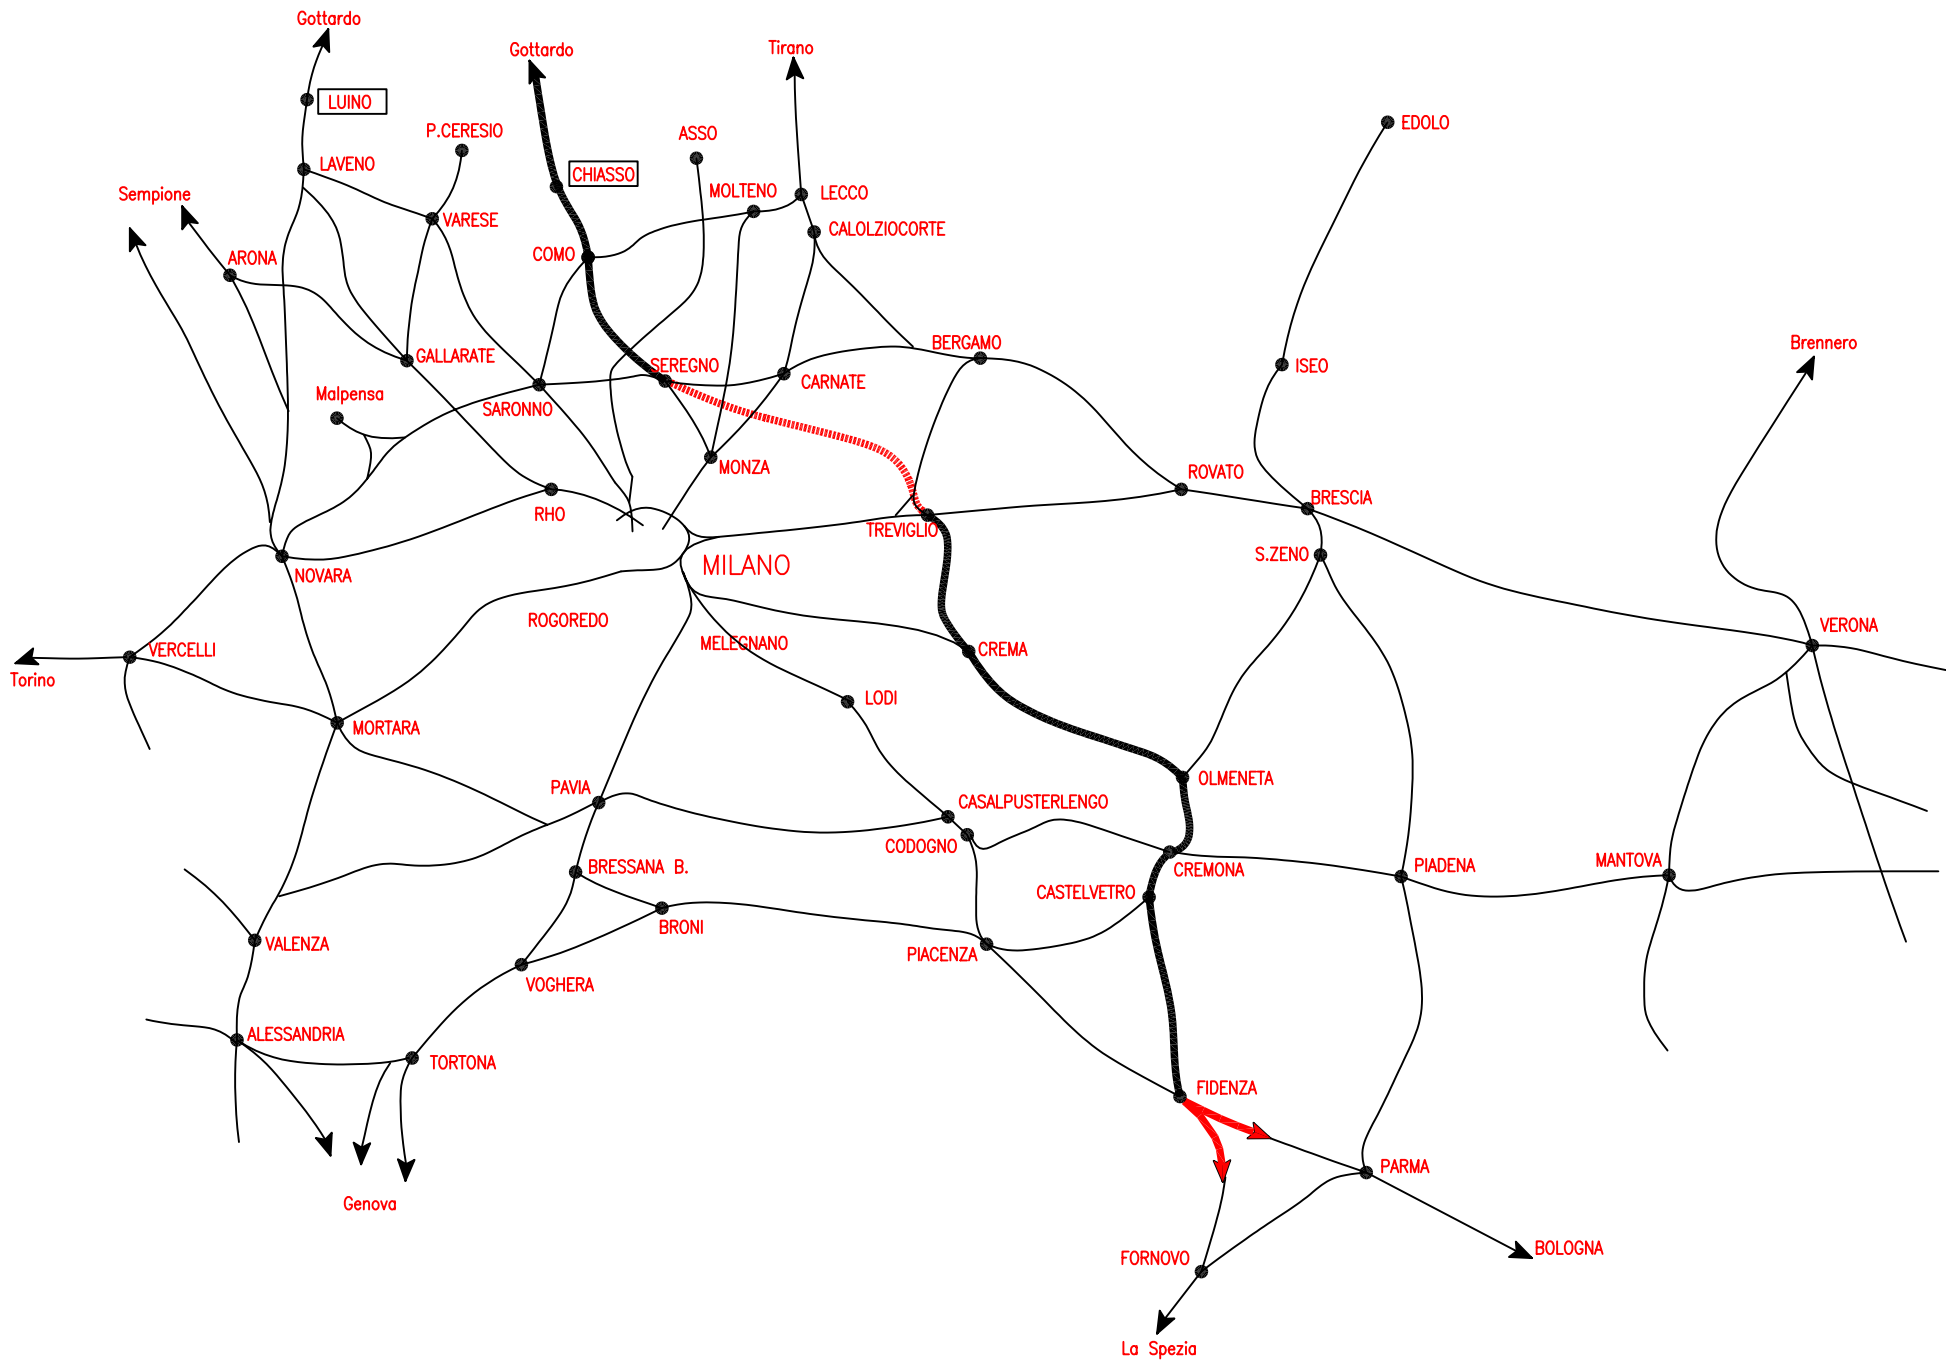 Gottardo
Gottardo
Tirano
LUINO
EDOLO
P.CERESIO
ASSO
LAVENO
CHIASSO
MOLTENO
LECCO
Sempione
VARESE
CALOLZIOCORTE
COMO
ARONA
BERGAMO
Brennero
GALLARATE
SEREGNO
ISEO
CARNATE
Malpensa
SARONNO
MONZA
ROVATO
BRESCIA
RHO
TREVIGLIO
S.ZENO
MILANO
NOVARA
ROGOREDO
VERONA
MELEGNANO
VERCELLI
CREMA
Torino
LODI
MORTARA
OLMENETA
PAVIA
CASALPUSTERLENGO
CODOGNO
MANTOVA
BRESSANA B.
PIADENA
CREMONA
CASTELVETRO
BRONI
VALENZA
PIACENZA
VOGHERA
ALESSANDRIA
TORTONA
FIDENZA
PARMA
Genova
BOLOGNA
FORNOVO
La Spezia